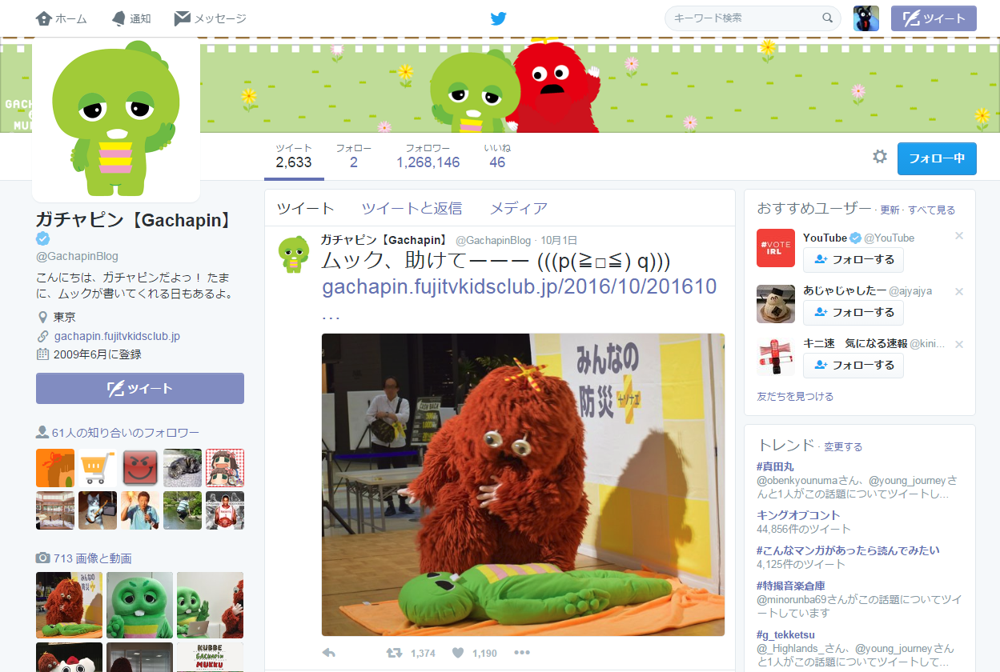 ホーム
通知
メッセージ
キーワード検索
ツイート
ツイート
2,633
フォロー
2
フォロワー
1,268,146
いいね
46
フォロー中
ガチャピン【Gachapin】
@GachapinBlog
こんにちは、ガチャピンだよっ！ たま
に、ムックが書いてくれる日もあるよ。
東京
gachapin.fujitvkidsclub.jp
2009年6月に登録
ツイート
61人の知り合いのフォロワー
713 画像と動画
みんなの
防災
KUBBE
GACHAPIN
MUKKU
ツイート
ツイートと返信
メディア
ガチャピン【Gachapin】 @GachapinBlog · 10月1日
ムック、助けてーーー (((p(≧□≦) q)))
gachapin.fujitvkidsclub.jp/2016/10/201610
…
みんなの
防災
+ソナエ
CASH BACK
1,374
1,190
おすすめユーザー · 更新 · すべて見る
#VOTE
IRL
YouTube @YouTube
フォローする
あじゃじゃしたー @ajyajya
フォローする
キニ速　気になる速報 @kini...
フォローする
友だちを見つける
トレンド · 変更する
#真田丸
@obenkyounumaさん、@young_journeyさ
んと1人がこの話題についてツイートし...
キングオブコント
44,856件のツイート
#こんなマンガがあったら読んでみたい
4,125件のツイート
#特撮音楽倉庫
@minorunba69さんがこの話題についてツイ
ートしています
#g_tekketsu
@_Highlands_さん、@young_journeyさん
と1人がこの話題についてツイートして...